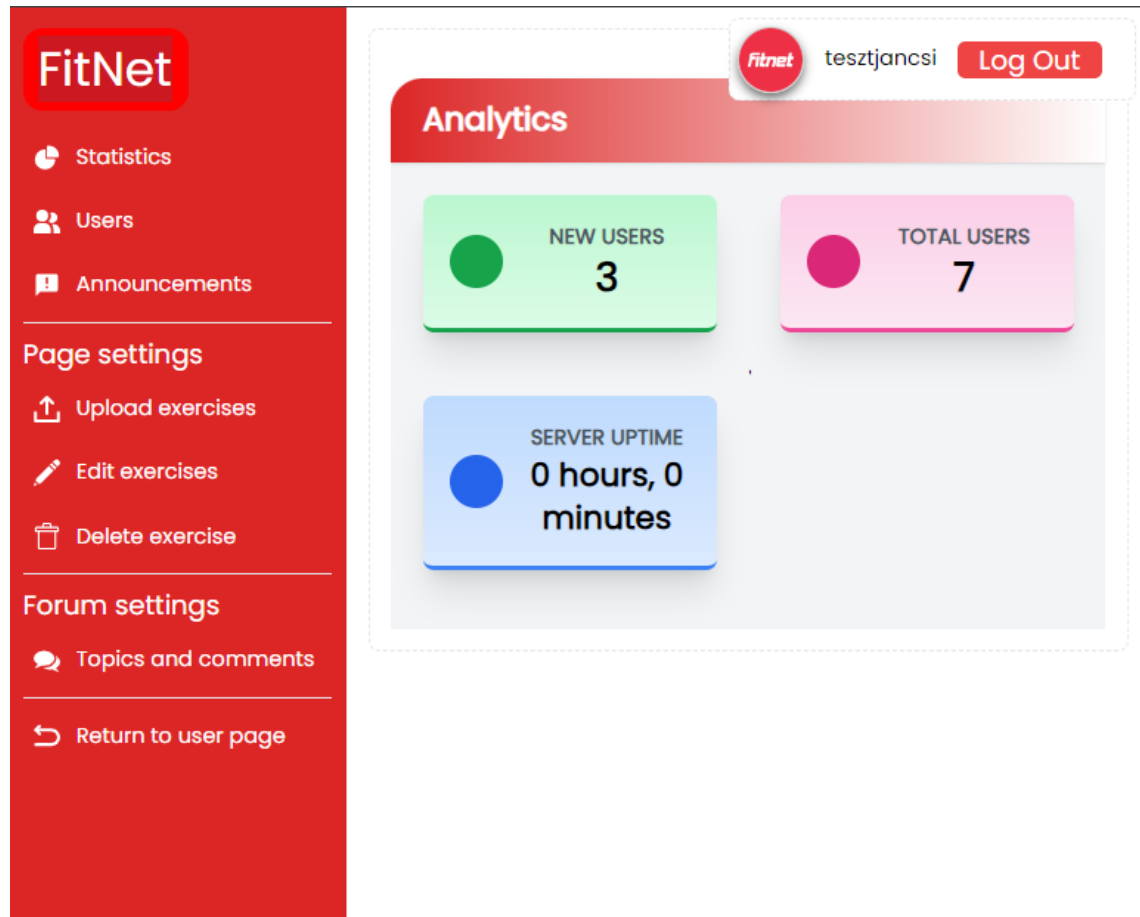 FitNet
Statistics
Users
Announcements
Page settings
Upload exercises
Edit exercises
Delete exercise
Forum settings
Topics and comments
Return to user page
Fitnet
tesztjancsi
Log Out
Analytics
NEW USERS
3
TOTAL USERS
7
SERVER UPTIME
0 hours, 0
minutes